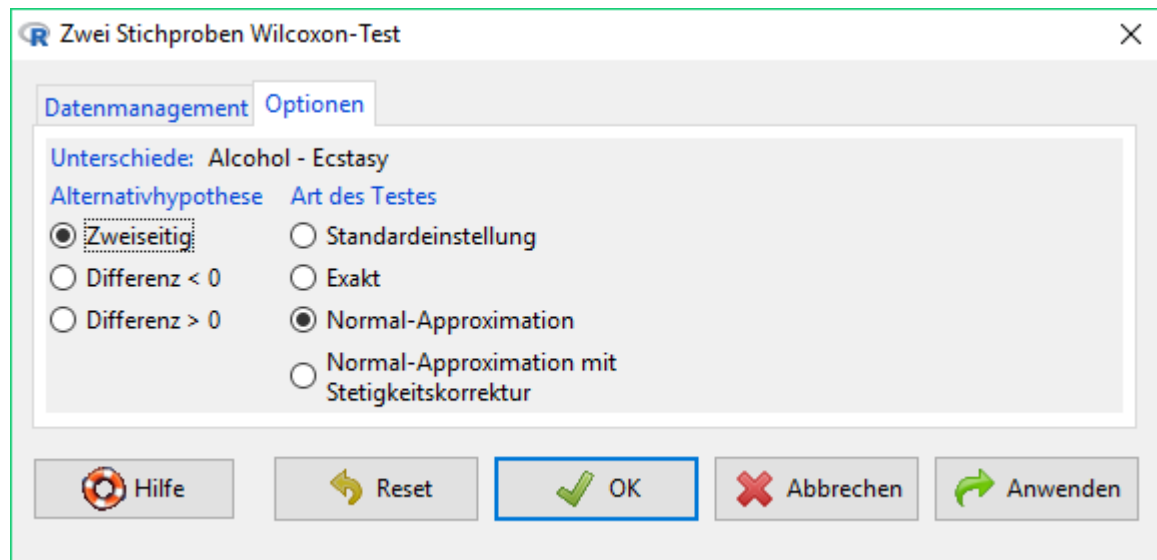 R Zwei Stichproben Wilcoxon-Test
Datenmanagement Optionen
Unterschiede: Alcohol - Ecstasy
Alternativhypothese Art des Testes
Zweiseitig Standardeinstellung
Differenz < 0 Exakt
Differenz > 0 Normal-Approximation
Normal-Approximation mit
Stetigkeitskorrektur
Hilfe Reset OK Abbrechen Anwenden